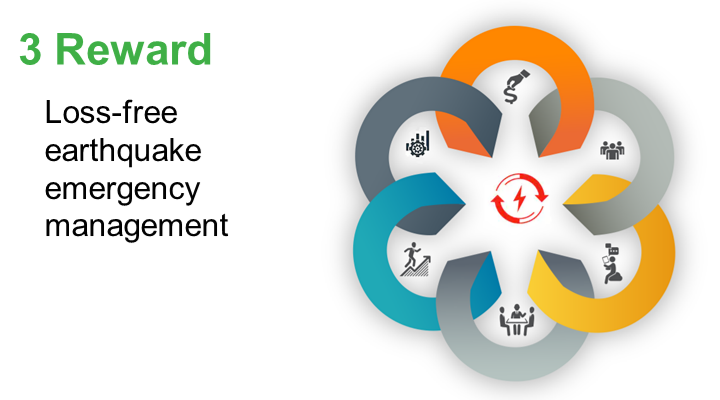 3 Reward
Loss-free
earthquake
emergency
management